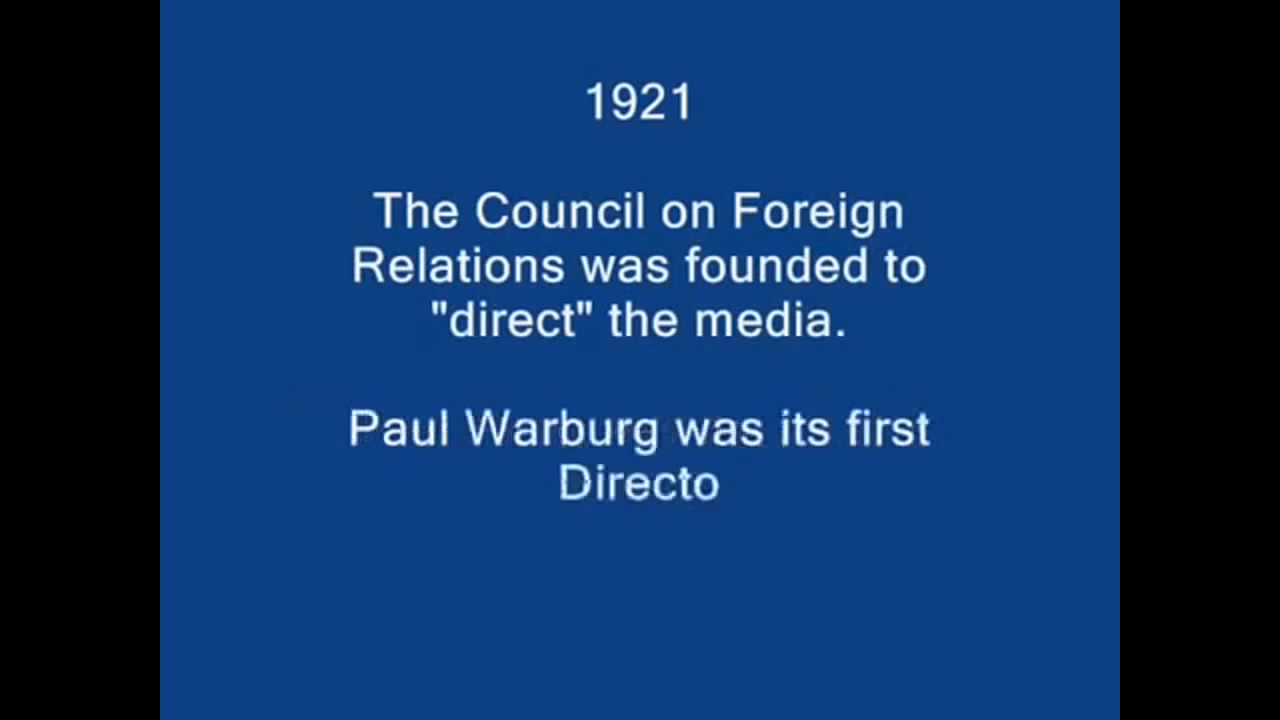 1921
The Council on Foreign
Relations was founded to
"direct" the media.
Paul Warburg was its first
Directo